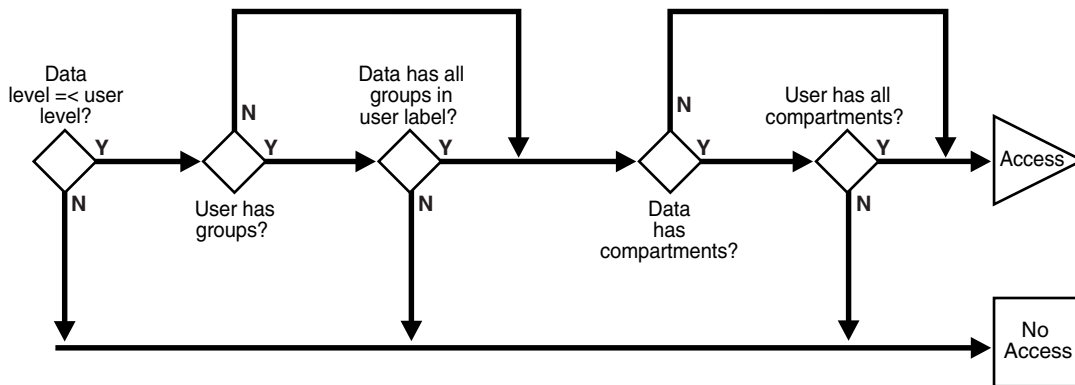 Data
level =< user
level?
Y
N
N
Y
User has
groups?
Data has all
groups in
user label?
Y
N
N
Y
Data
has
compartments?
User has all
compartments?
Y
N
Access
No
Access